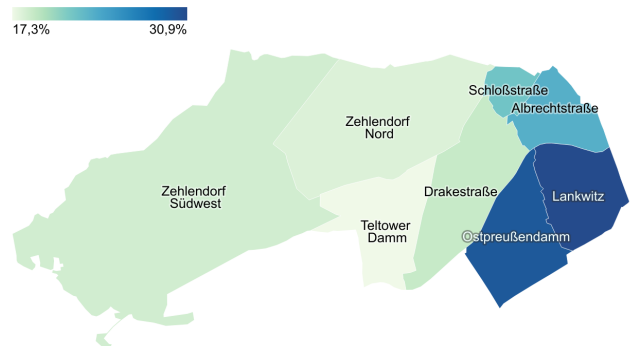 17,3%
30,9%
Schloßstraße
Albrechtstraße
Zehlendorf
Nord
Zehlendorf
Südwest
Drakestraße
Lankwitz
Teltower
Damm
Ostpreußendamm